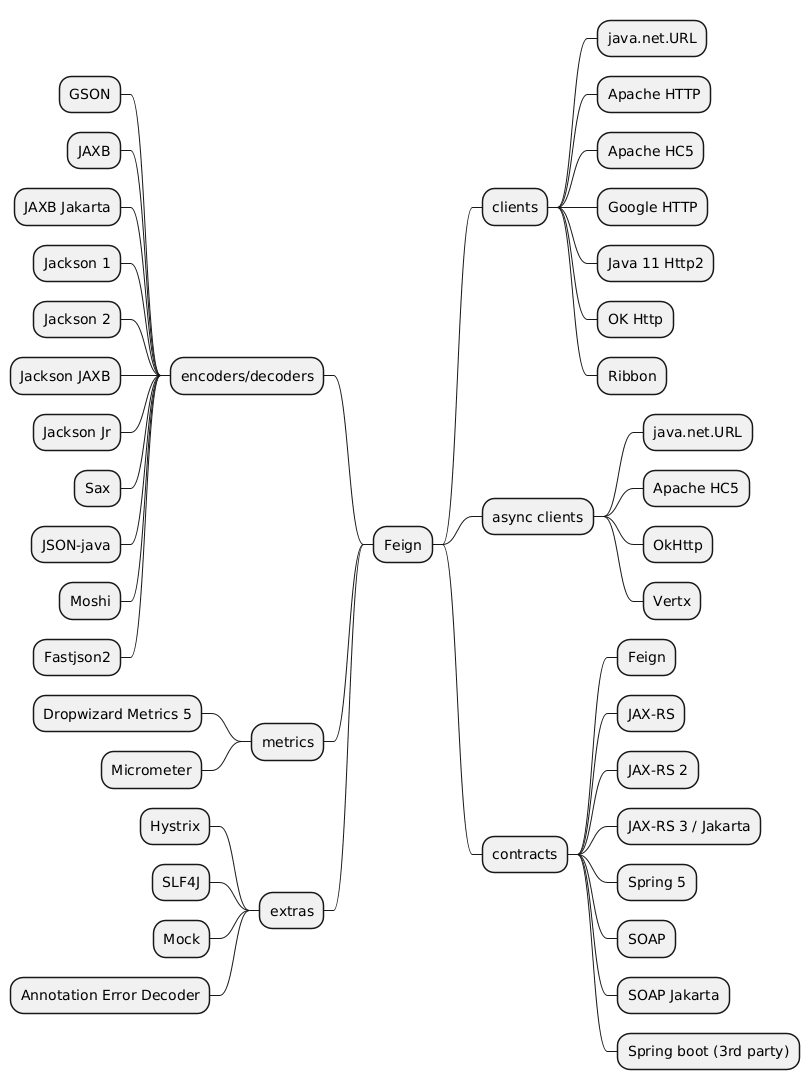 Feign
clients
java.net.URL
Apache HTTP
Apache HC5
Google HTTP
Java 11 Http2
OK Http
Ribbon
async clients
java.net.URL
Apache HC5
OkHttp
Vertx
contracts
Feign
JAX-RS
JAX-RS 2
JAX-RS 3 / Jakarta
Spring 5
SOAP
SOAP Jakarta
Spring boot (3rd party)
encoders/decoders
GSON
JAXB
JAXB Jakarta
Jackson 1
Jackson 2
Jackson JAXB
Jackson Jr
Sax
JSON-java
Moshi
Fastjson2
metrics
Dropwizard Metrics 5
Micrometer
extras
Hystrix
SLF4J
Mock
Annotation Error Decoder